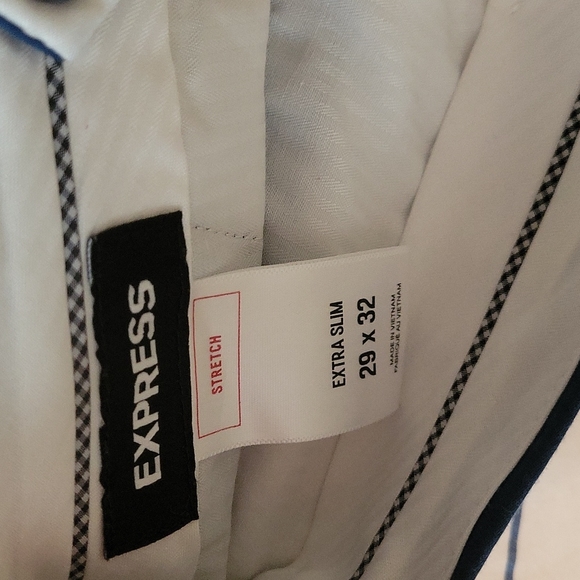 EXPRESS
STRETCH
EXTRA SLIM
29 x 32
MADE IN VIETNAM
FABRIQUÉ AU VIETNAM